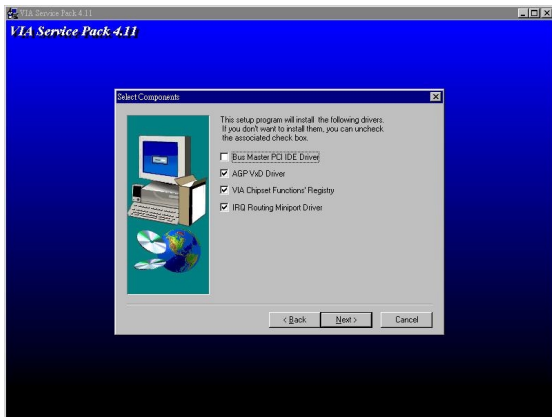 VIA Service Pack 4.11
VIA Service Pack 4.11
Select Components
This setup program will install the following drivers.
If you don't want to install them, you can uncheck
the associated check box.
Bus Master PCI IDE Driver
AGP VxD Driver
VIA Chipset Functions' Registry
IRQ Routing Miniport Driver
< Back
Next >
Cancel